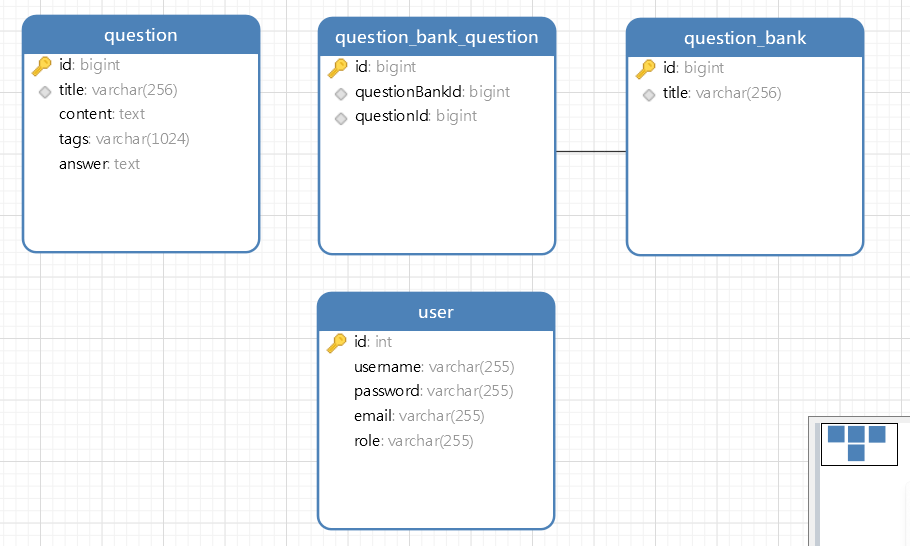 question
id: bigint
title: varchar(256)
content: text
tags: varchar(1024)
answer: text
question_bank_question
id: bigint
questionBankId: bigint
questionId: bigint
question_bank
id: bigint
title: varchar(256)
user
id: int
username: varchar(255)
password: varchar(255)
email: varchar(255)
role: varchar(255)